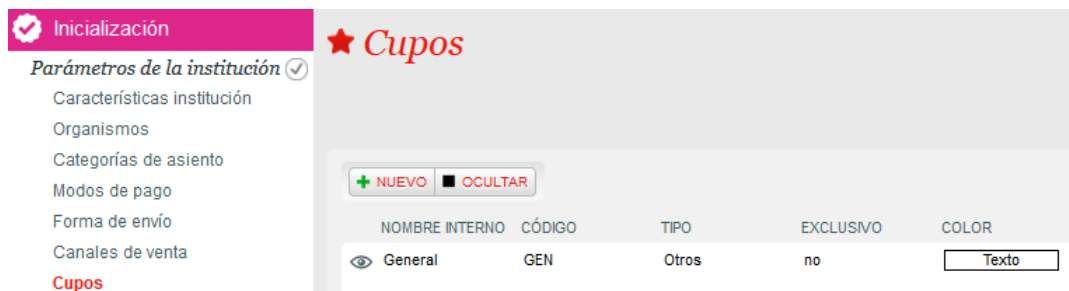 Inicialización
Parámetros de la institución
Características institución
Organismos
Categorías de asiento
Modos de pago
Forma de envío
Canales de venta
Cupos
Cupos
NUEVO OCULTAR
NOMBRE INTERNO CÓDIGO TIPO EXCLUSIVO COLOR
General GEN Otros no Texto